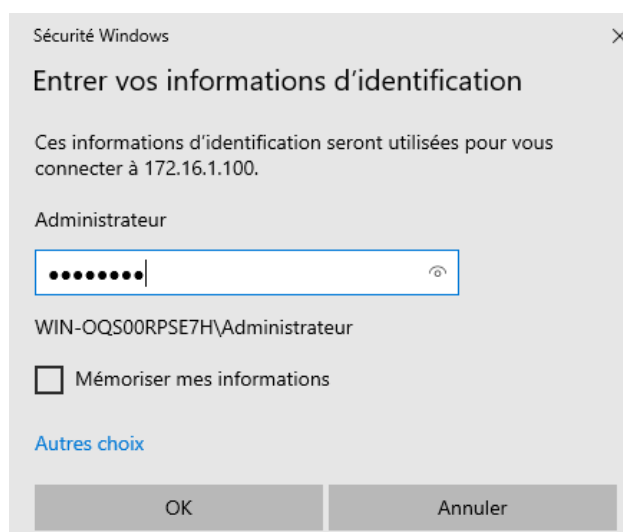 Sécurité Windows
Entrer vos informations d’identification
Ces informations d’identification seront utilisées pour vous
connecter à 172.16.1.100.
Administrateur
●●●●●●●●
WIN-OQS00RPSE7H\Administrateur
Mémoriser mes informations
Autres choix
OK
Annuler